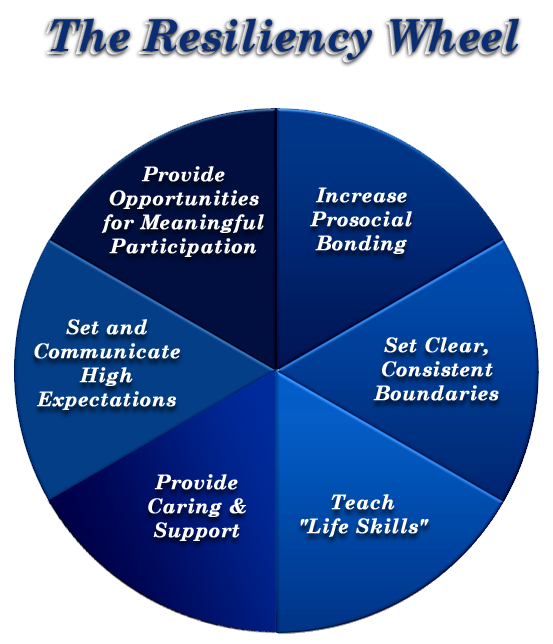 The Resiliency Wheel
Provide
Opportunities
for Meaningful
Participation
Increase
Prosocial
Bonding
Set and
Communicate
High
Expectations
Set Clear,
Consistent
Boundaries
Provide
Caring &
Support
Teach
"Life Skills"